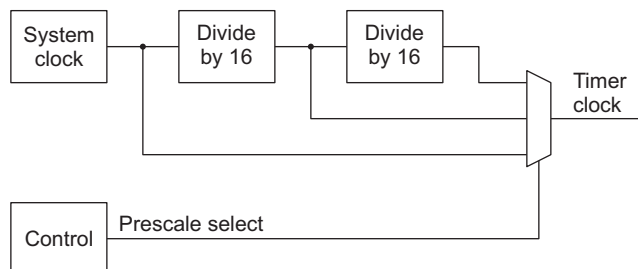 System
clock
Divide
by 16
Divide
by 16
Timer
clock
Prescale select
Control